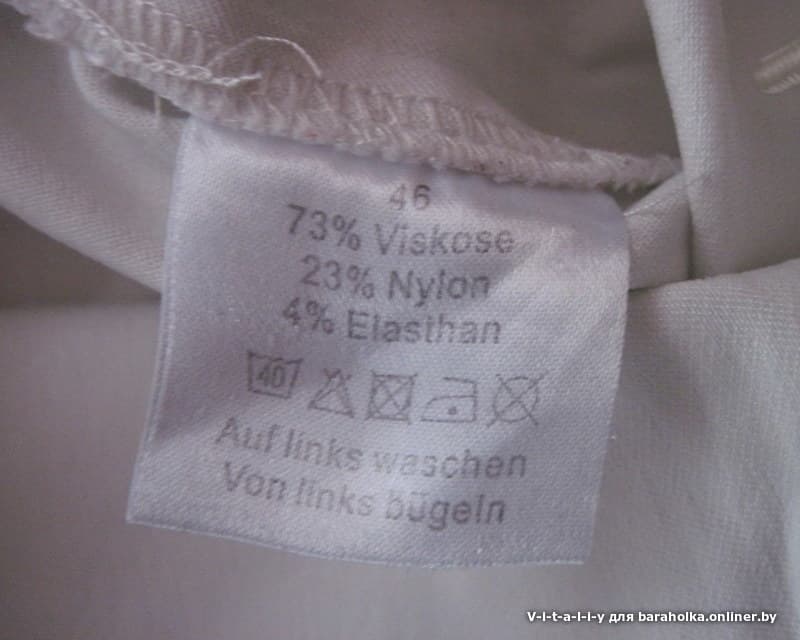 46
73% Viskose
23% Nylon
4% Elasthan
40
Auf links waschen
Von links bügeln
V-I-t-a-l-i-y для baraholka.onliner.by